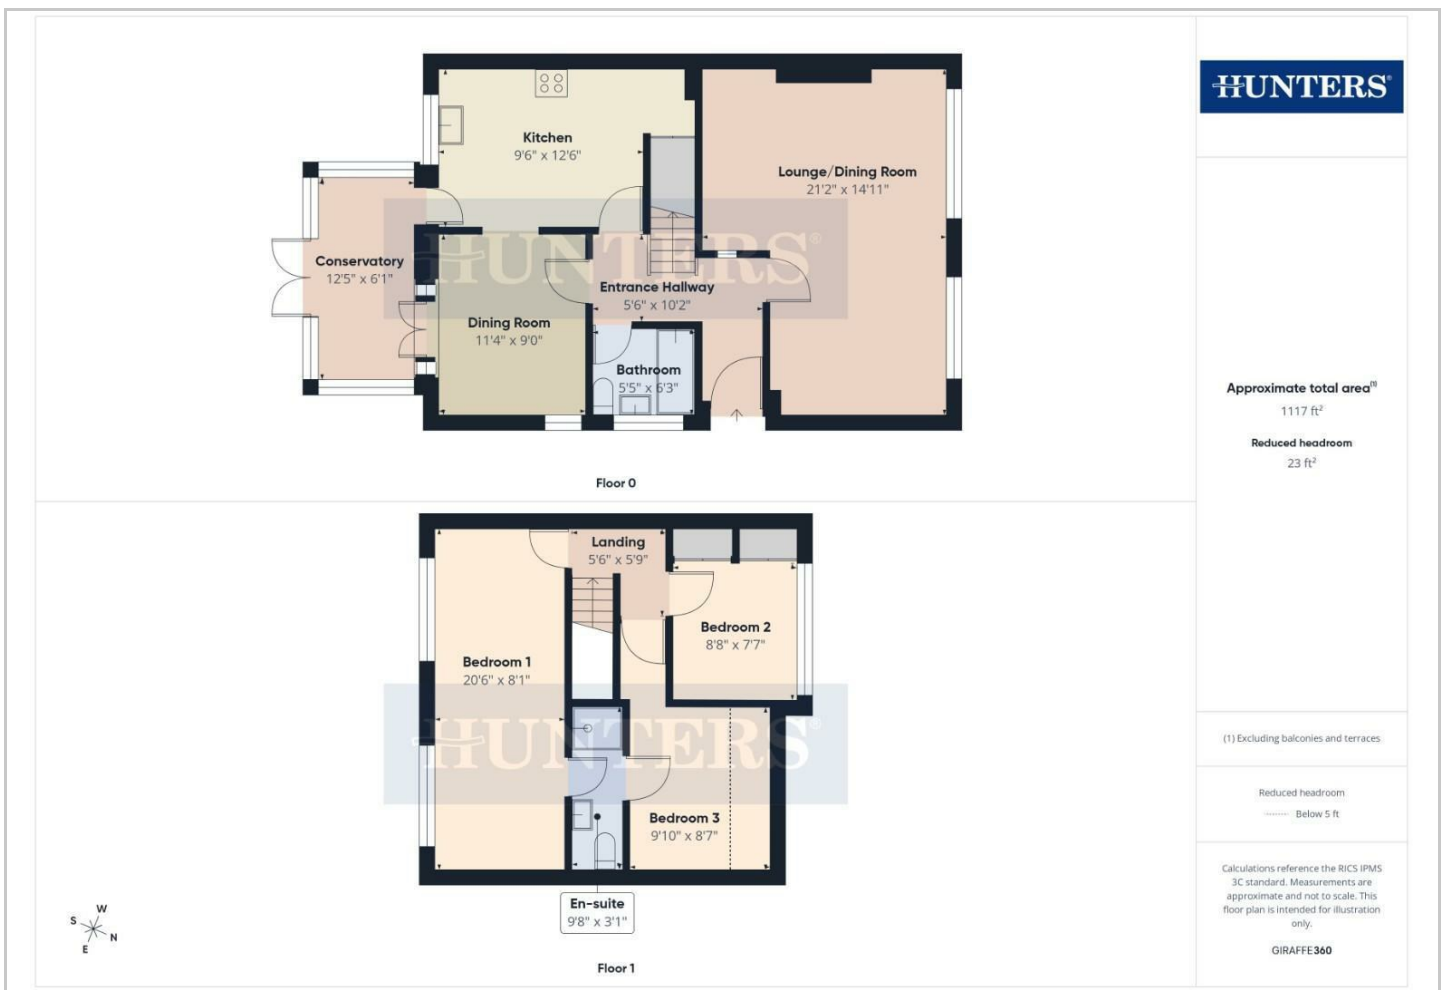 Kitchen
9'6" x 12'6"
Lounge/Dining Room
21'2" x 14'11"
Conservatory
12'5" x 6'1"
HUNTERS®
Entrance Hallway
5'6" x 10'2"
Dining Room
11'4" x 9'0"
Bathroom
5'5" x 6'3"
Floor 0
Landing
5'6" x 5'9"
Bedroom 2
8'8" x 7'7"
Bedroom 1
20'6" x 8'1"
HUNTERS®
Bedroom 3
9'10" x 8'7"
En-suite
9'8" x 3'1"
Floor 1
W
S
N
E
HUNTERS®
Approximate total area(1)
1117 ft²
Reduced headroom
23 ft²
(1) Excluding balconies and terraces
Reduced headroom
Below 5 ft
Calculations reference the RICS IPMS
3C standard. Measurements are
approximate and not to scale. This
floor plan is intended for illustration
only.
GIRAFFE360